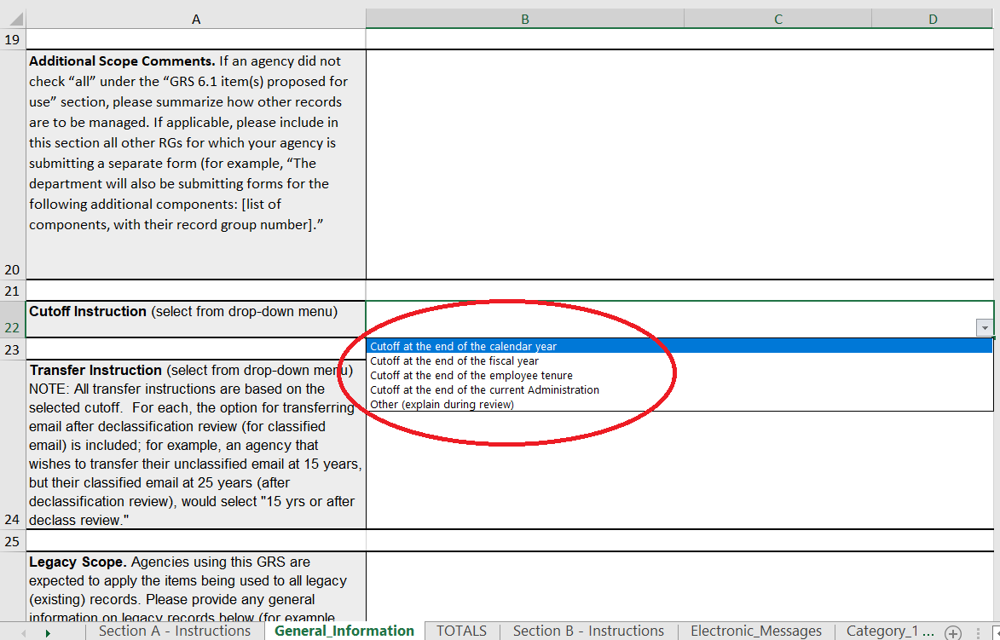 A B C D
19
Additional Scope Comments. If an agency did not
check “all” under the “GRS 6.1 item(s) proposed for
use” section, please summarize how other records
are to be managed. If applicable, please include in
this section all other RGs for which your agency is
submitting a separate form (for example, “The
department will also be submitting forms for the
following additional components: [list of
components, with their record group number].”
20
21
Cutoff Instruction (select from drop-down menu)
22
Cutoff at the end of the calendar year
Cutoff at the end of the fiscal year
Cutoff at the end of the employee tenure
Cutoff at the end of the current Administration
Other (explain during review)
23
Transfer Instruction (select from drop-down menu)
NOTE: All transfer instructions are based on the
selected cutoff.  For each, the option for transferring
email after declassification review (for classified
email) is included; for example, an agency that
wishes to transfer their unclassified email at 15 years,
but their classified email at 25 years (after
declassification review), would select "15 yrs or after
declass review."
24
25
Legacy Scope. Agencies using this GRS are
expected to apply the items being used to all legacy
(existing) records. Please provide any general
information on legacy records below (for example
Section A - Instructions General_Information TOTALS Section B - Instructions Electronic_Messages Category_1 ...